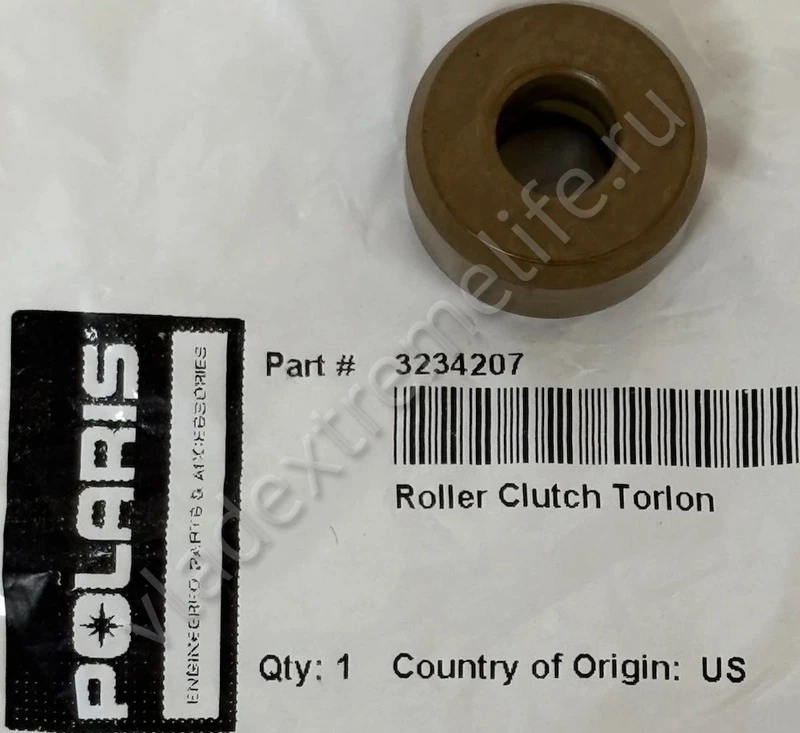 Part # 3234207
Roller Clutch Torlon
Qty: 1 Country of Origin: US
POLARIS
ENGINEERED PARTS & ACCESSORIES
vladextremelife.ru